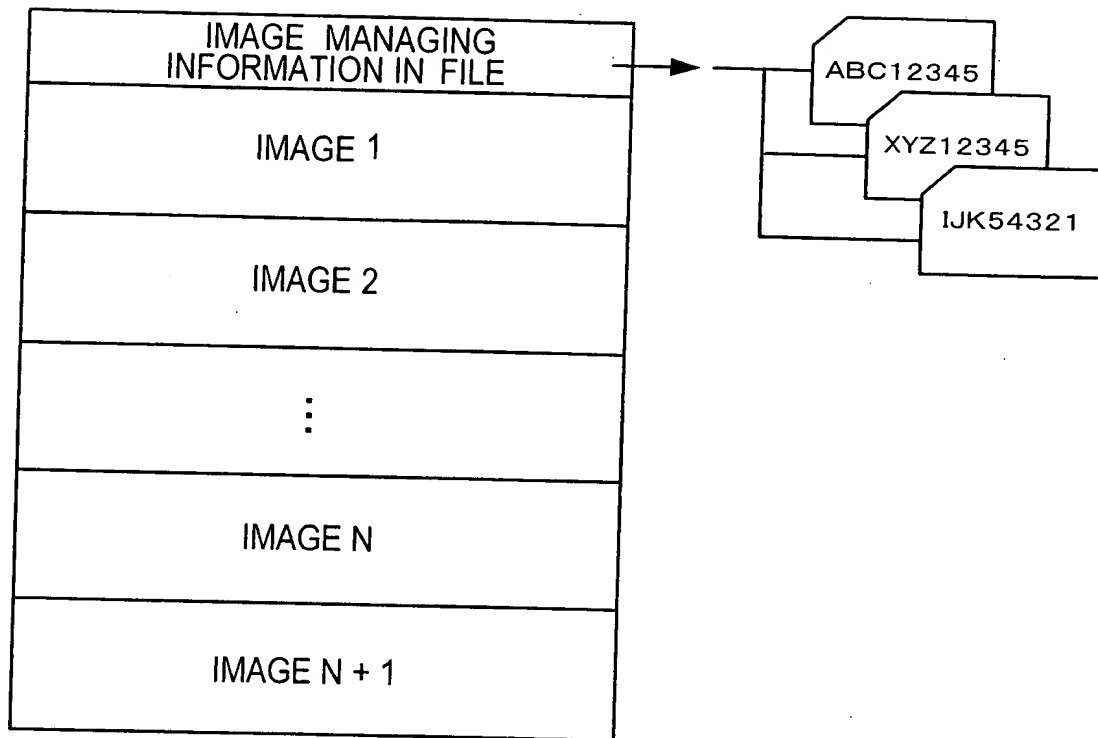 IMAGE MANAGING
INFORMATION IN FILE
IMAGE 1
IMAGE 2
⋮
IMAGE N
IMAGE N + 1
ABC12345
XYZ12345
IJK54321